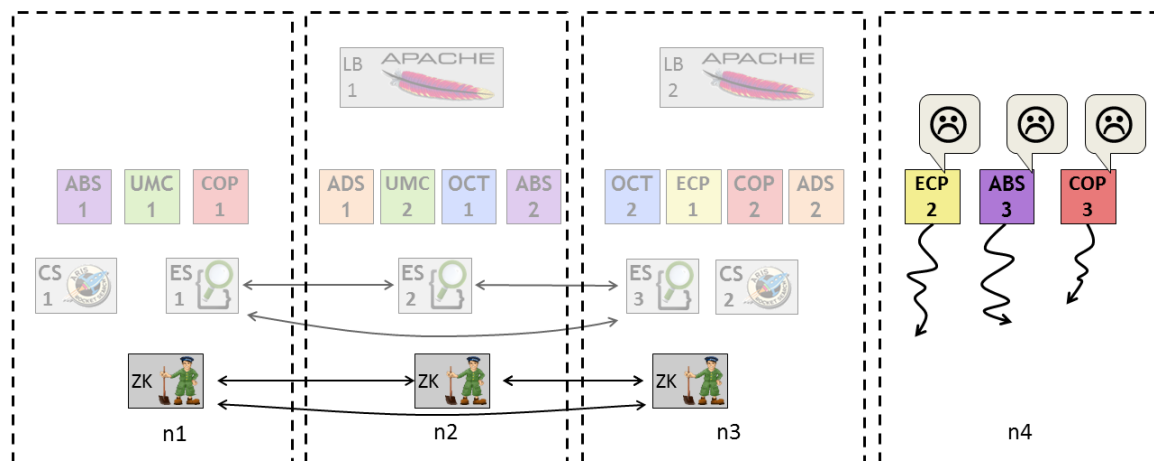 LB
1
APACHE
LB
2
APACHE
ABS
1
UMC
1
COP
1
ADS
1
UMC
2
OCT
1
ABS
2
OCT
2
ECP
1
COP
2
ADS
2
ECP
2
ABS
3
COP
3
CS
1
ES
1
ES
2
ES
3
CS
2
ZK
ZK
ZK
n1
n2
n3
n4